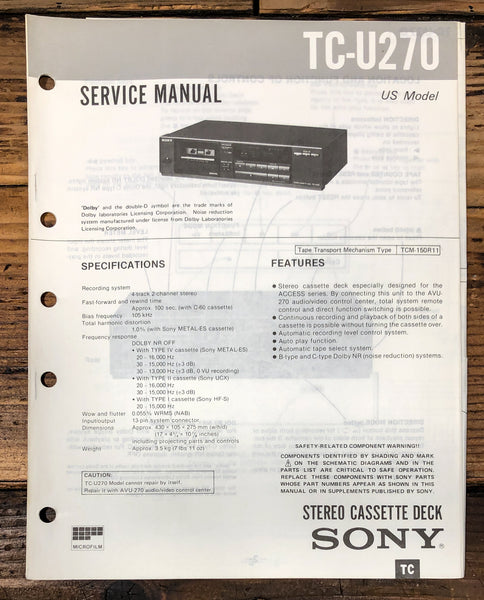 TC-U270
SERVICE MANUAL
US Model
SONY
"Dolby" and the double-D symbol are the trade marks of
Dolby laboratories Licensing Corporation. Noise reduction
system manufactured under license from Dolby Laboratories
Licensing Corporation.
Tape Transport Mechanism Type TCM-150R11
SPECIFICATIONS
Recording system
4-track 2-channel stereo
Fast-forward and rewind time
Approx. 100 sec. (with C-60 cassette)
Bias frequency 105 kHz
Total harmonic distortion
1.0% (with Sony METAL-ES cassette)
Frequency response
DOLBY NR OFF
• With TYPE IV cassette (Sony METAL-ES)
20 - 16,000 Hz
30 - 15,000 Hz (±3 dB)
30 - 13,000 Hz (±3 dB, 0 VU recording)
• With TYPE II cassette (Sony UCX)
20 - 16,000 Hz
30 - 15,000 Hz (±3 dB)
• With TYPE I cassette (Sony HF-S)
20 - 15,000 Hz
Wow and flutter 0.055% WRMS (NAB)
Input/output 13-pin system connector
Dimensions Approx. 430 × 105 × 275 mm (w/h/d)
including projecting parts and controls
Weight Approx. 3.5 kg (7 lbs 11 oz)
CAUTION:
TC-U270 Model cannot repair by itself.
Repair it with AVU-270 audio/video control center.
MICROFILM
FEATURES
● Stereo cassette deck especially designed for the
ACCESS series. By connecting this unit to the AVU-
270 audio/video control center, total system remote
control and direct function switching is possible.
● Continuous recording and playback of both sides of a
cassette is possible without turning the cassette over.
● Automatic recording level control system.
● Auto play function.
● Automatic tape select system.
● B-type and C-type Dolby NR (noise reduction) systems.
SAFETY-RELATED COMPONENT WARNING!!
COMPONENTS IDENTIFIED BY SHADING AND MARK
⚠ ON THE SCHEMATIC DIAGRAMS AND IN THE
PARTS LIST ARE CRITICAL TO SAFE OPERATION.
REPLACE THESE COMPONENTS WITH SONY PARTS
WHOSE PART NUMBERS APPEAR AS SHOWN IN THIS
MANUAL OR IN SUPPLEMENTS PUBLISHED BY SONY.
STEREO CASSETTE DECK
SONY®
TC